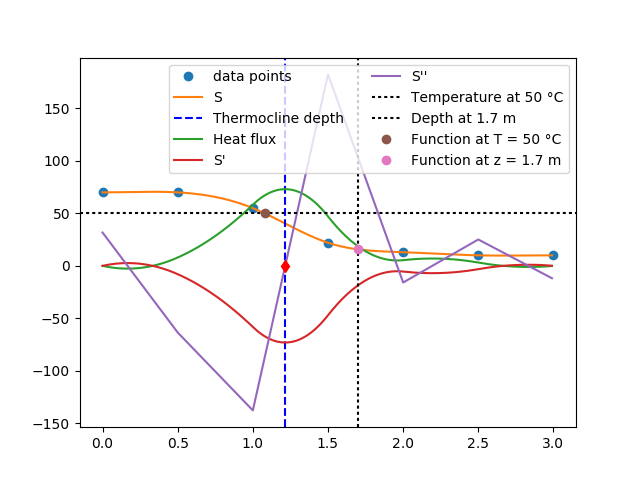 data points
S
Thermocline depth
Heat flux
S'
S''
Temperature at 50 °C
Depth at 1.7 m
Function at T = 50 °C
Function at z = 1.7 m
150
100
50
0
−50
−100
−150
0.0 0.5 1.0 1.5 2.0 2.5 3.0